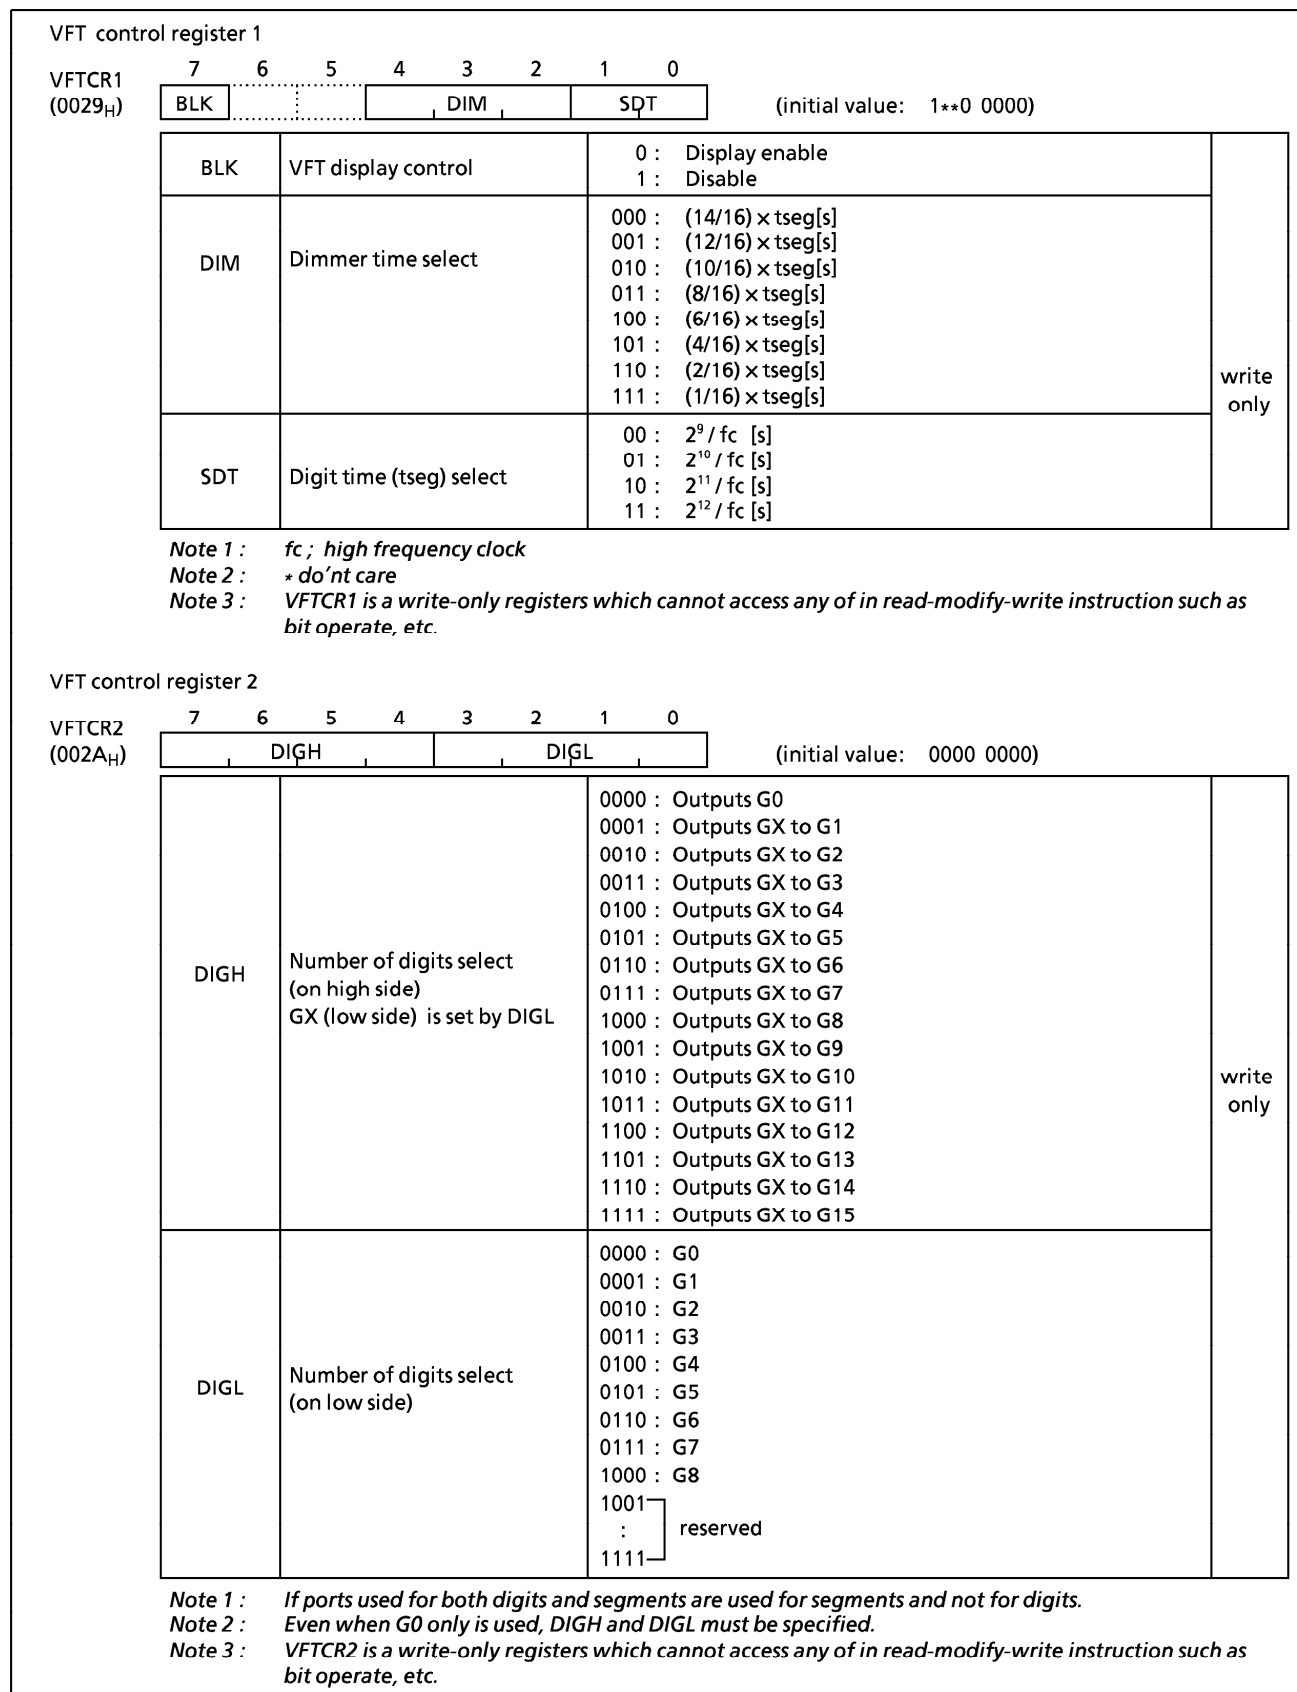 VFT control register 1
7 6 5 4 3 2 1 0
VFTCR1
(0029H) BLK DIM SDT (initial value: 1**0 0000)
BLK VFT display control 0 : Display enable
1 : Disable
write only
DIM Dimmer time select 000 : (14/16) × tseg[s]
001 : (12/16) × tseg[s]
010 : (10/16) × tseg[s]
011 : (8/16) × tseg[s]
100 : (6/16) × tseg[s]
101 : (4/16) × tseg[s]
110 : (2/16) × tseg[s]
111 : (1/16) × tseg[s]
SDT Digit time (tseg) select 00 : 2⁹ / fc [s]
01 : 2¹⁰ / fc [s]
10 : 2¹¹ / fc [s]
11 : 2¹² / fc [s]
Note 1 : fc ; high frequency clock
Note 2 : * do'nt care
Note 3 : VFTCR1 is a write-only registers which cannot access any of in read-modify-write instruction such as
bit operate, etc.
VFT control register 2
7 6 5 4 3 2 1 0
VFTCR2
(002AH) DIGH DIGL (initial value: 0000 0000)
DIGH
Number of digits select
(on high side)
GX (low side) is set by DIGL
0000 : Outputs G0
0001 : Outputs GX to G1
0010 : Outputs GX to G2
0011 : Outputs GX to G3
0100 : Outputs GX to G4
0101 : Outputs GX to G5
0110 : Outputs GX to G6
0111 : Outputs GX to G7
1000 : Outputs GX to G8
1001 : Outputs GX to G9
1010 : Outputs GX to G10
1011 : Outputs GX to G11
1100 : Outputs GX to G12
1101 : Outputs GX to G13
1110 : Outputs GX to G14
1111 : Outputs GX to G15
write
only
DIGL
Number of digits select
(on low side)
0000 : G0
0001 : G1
0010 : G2
0011 : G3
0100 : G4
0101 : G5
0110 : G6
0111 : G7
1000 : G8
1001
: reserved
1111
Note 1 : If ports used for both digits and segments are used for segments and not for digits.
Note 2 : Even when G0 only is used, DIGH and DIGL must be specified.
Note 3 : VFTCR2 is a write-only registers which cannot access any of in read-modify-write instruction such as
bit operate, etc.